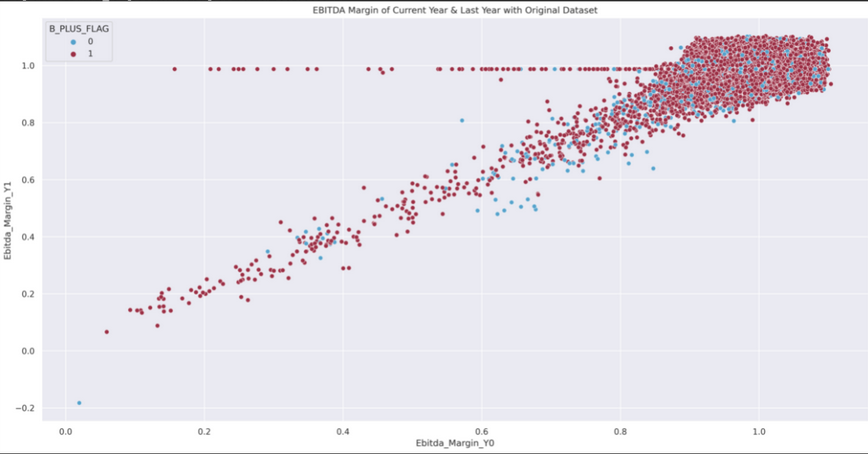 EBITDA Margin of Current Year & Last Year with Original Dataset
B_PLUS_FLAG
0
1
1.0
0.8
0.6
0.4
0.2
0.0
−0.2
Ebitda_Margin_Y1
0.0 0.2 0.4 0.6 0.8 1.0
Ebitda_Margin_Y0